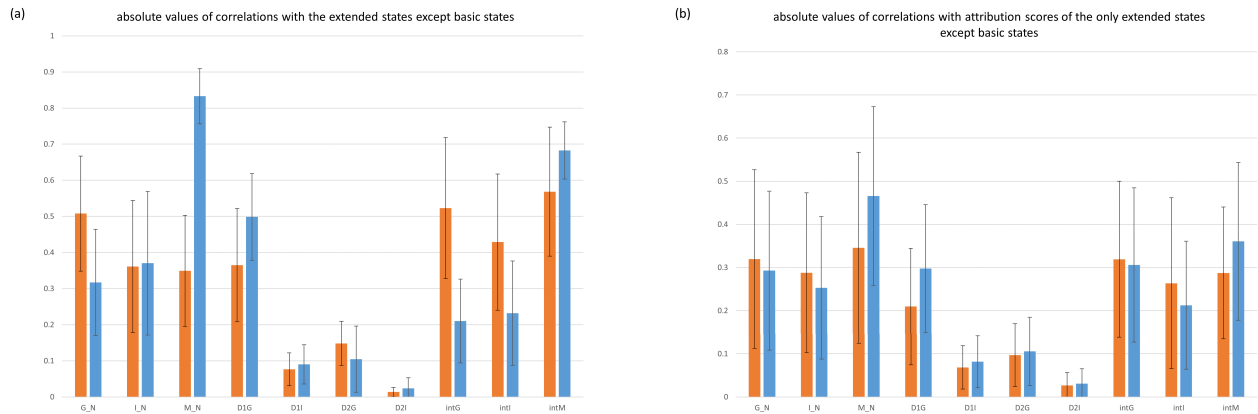 (a)
absolute values of correlations with the extended states except basic states
1
0.9
0.8
0.7
0.6
0.5
0.4
0.3
0.2
0.1
0
G_N I_N M_N D1G D1I D2G D2I intG intI intM
(b)
absolute values of correlations with attribution scores of the only extended states
except basic states
0.8
0.7
0.6
0.5
0.4
0.3
0.2
0.1
0
G_N I_N M_N D1G D1I D2G D2I intG intI intM